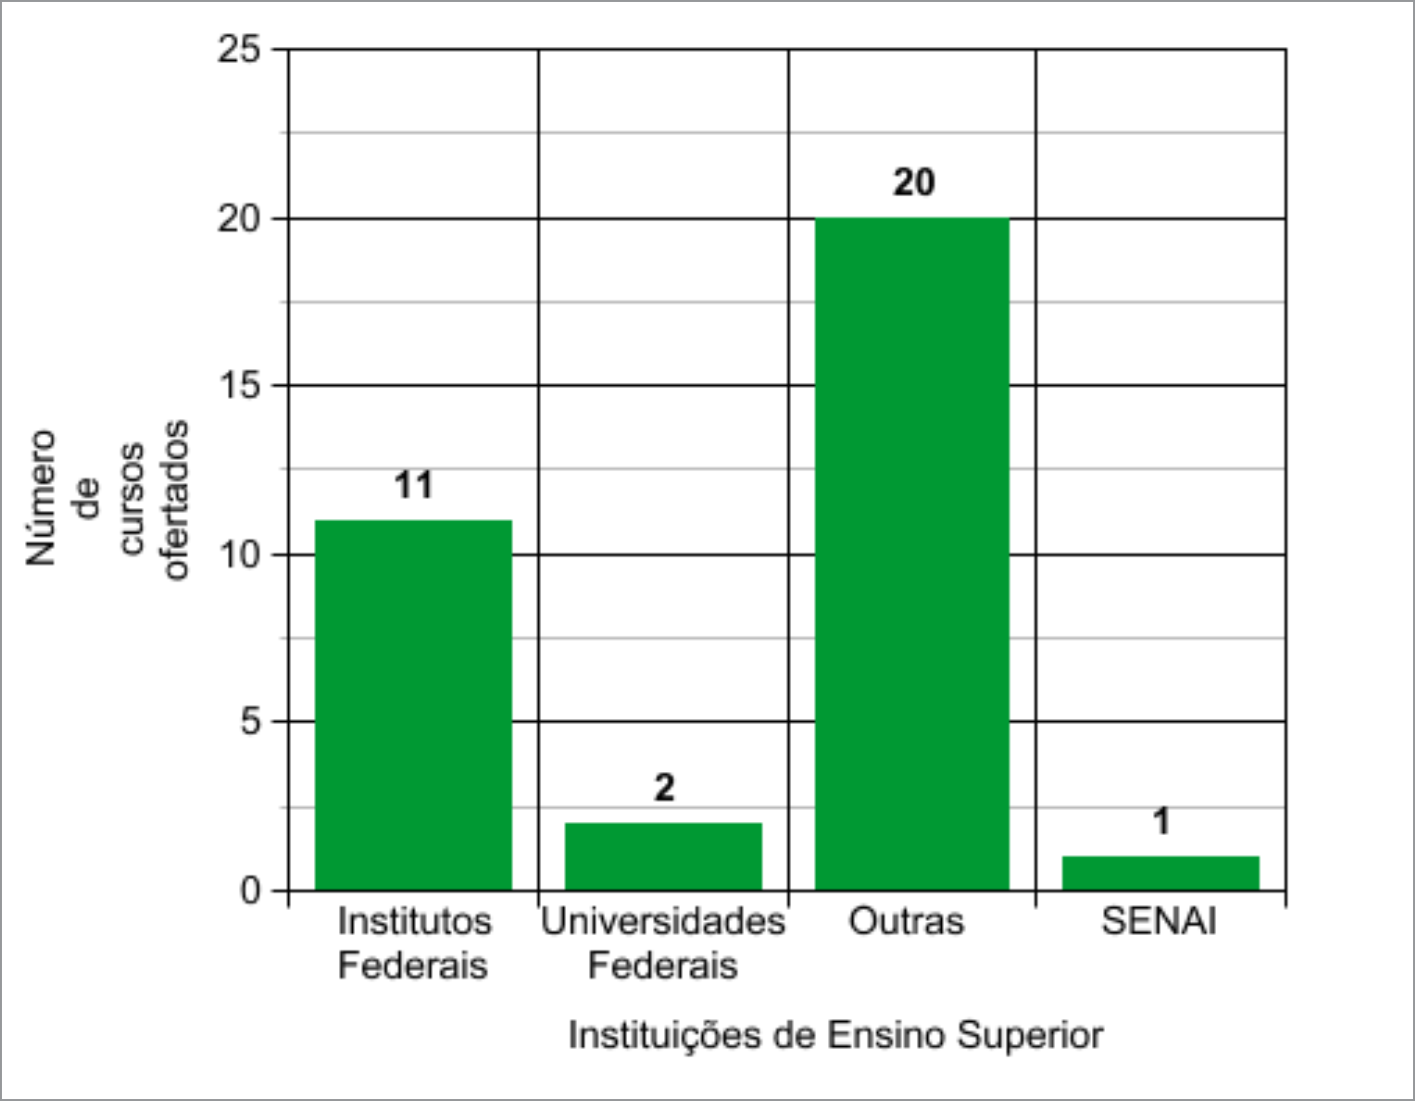 25
20
15
10
5
0
Número
de
cursos
ofertados
11
2
20
1
Institutos
Federais
Universidades
Federais
Outras
SENAI
Instituições de Ensino Superior